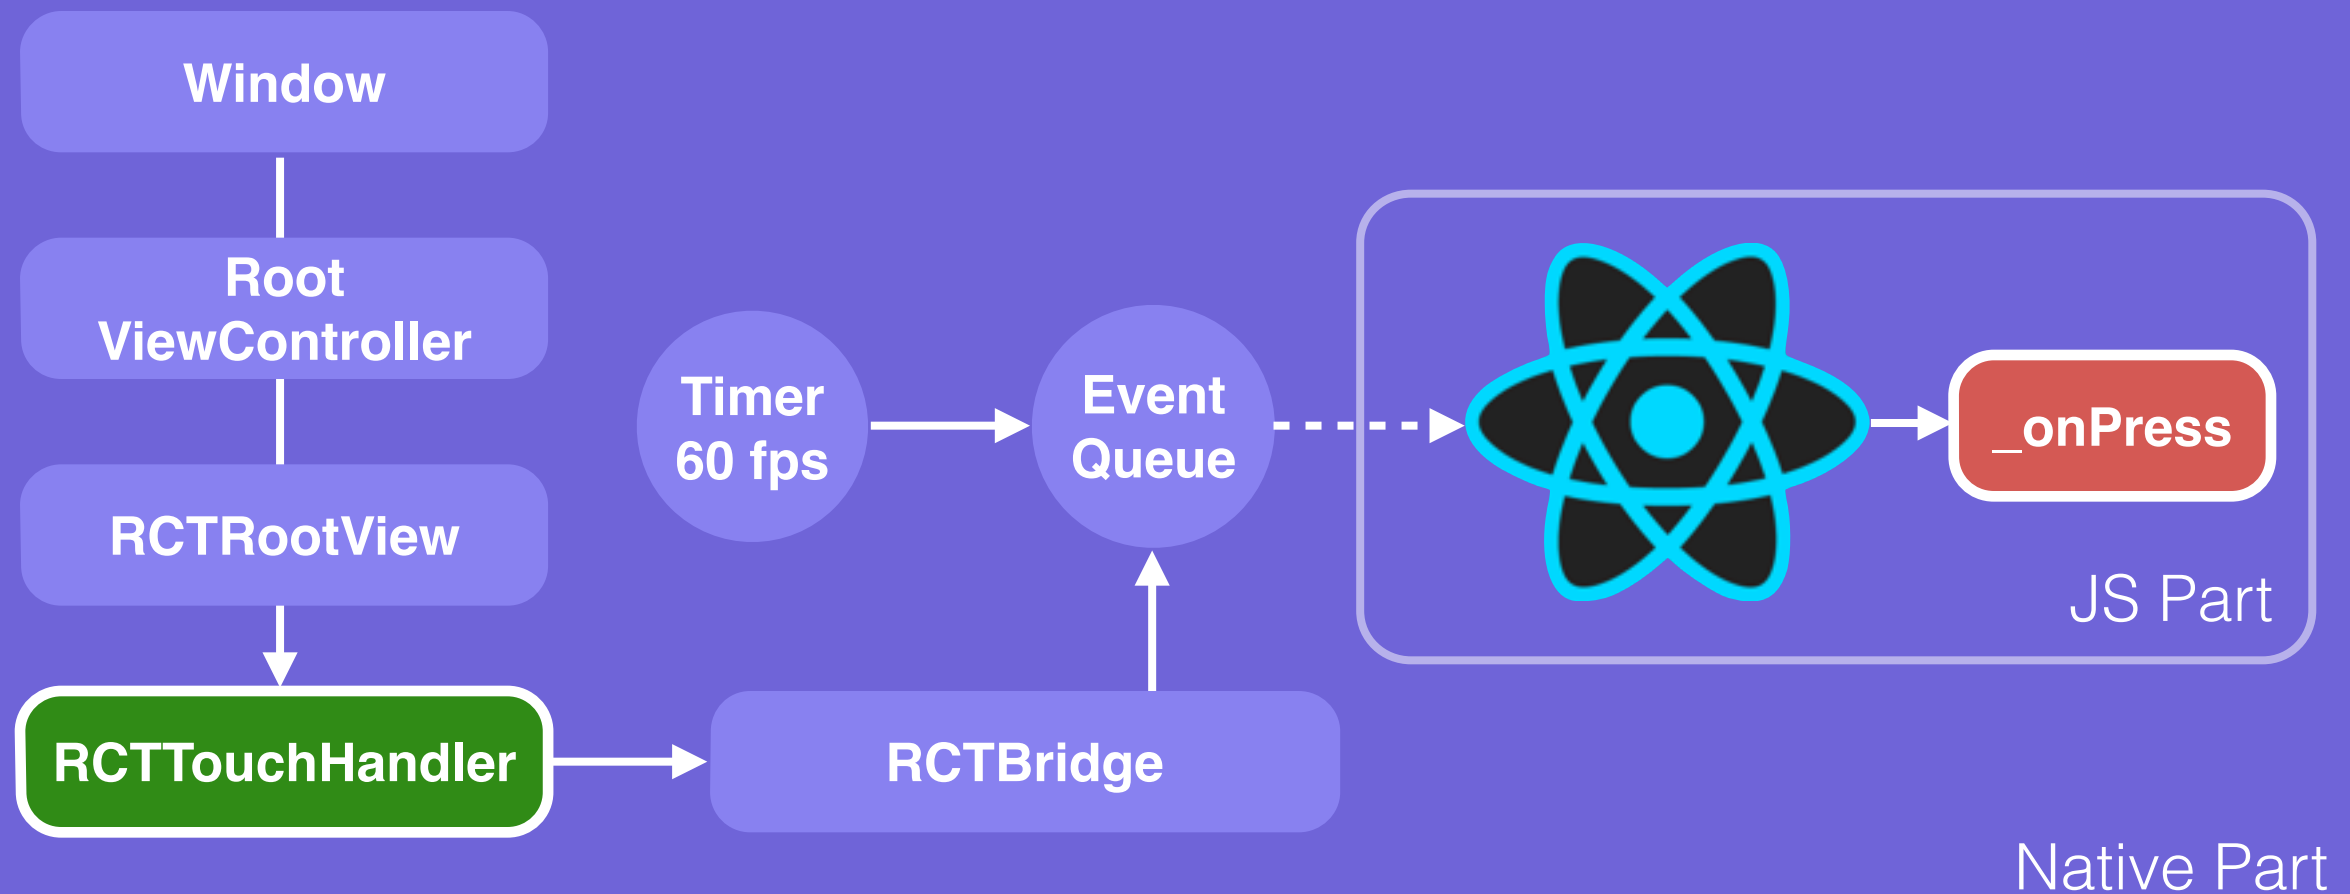 Window
Root
ViewController
RCTRootView
RCTTouchHandler
RCTBridge
Timer
60 fps
Event
Queue
_onPress
JS Part
Native Part